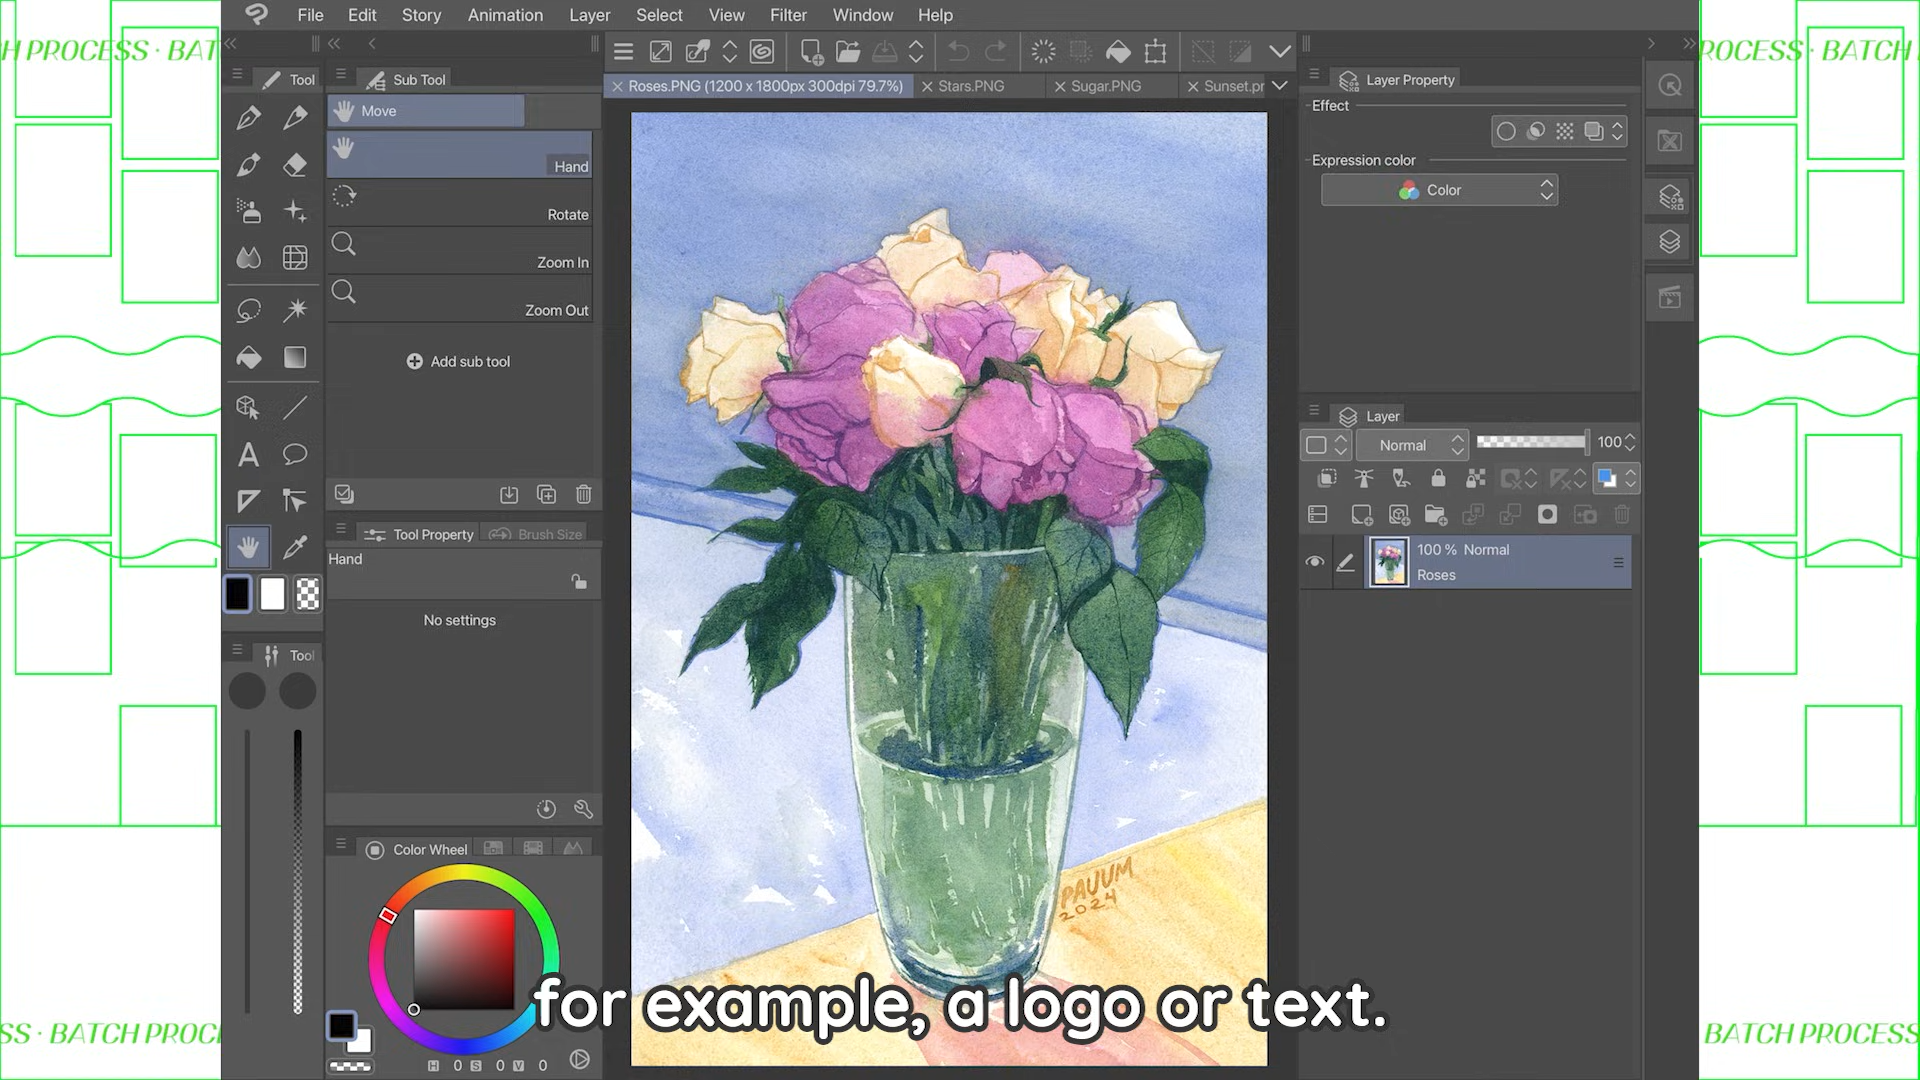 H PROCESS · BAT
File Edit Story Animation Layer Select View Filter Window Help
ROCESS · BATCH
Tool
Sub Tool
Move
Hand
Rotate
Zoom In
Zoom Out
Add sub tool
Tool Property
Brush Size
Hand
No settings
Tool
Color Wheel
H 0 S 0 V 0
Roses.PNG (1200 x 1800px 300dpi 79.7%)
Stars.PNG
Sugar.PNG
Sunset.pr
PAUUM
2024
Layer Property
Effect
Expression color
Color
Layer
Normal
100
100 % Normal
Roses
for example, a logo or text.
SS · BATCH PROC
BATCH PROCESS